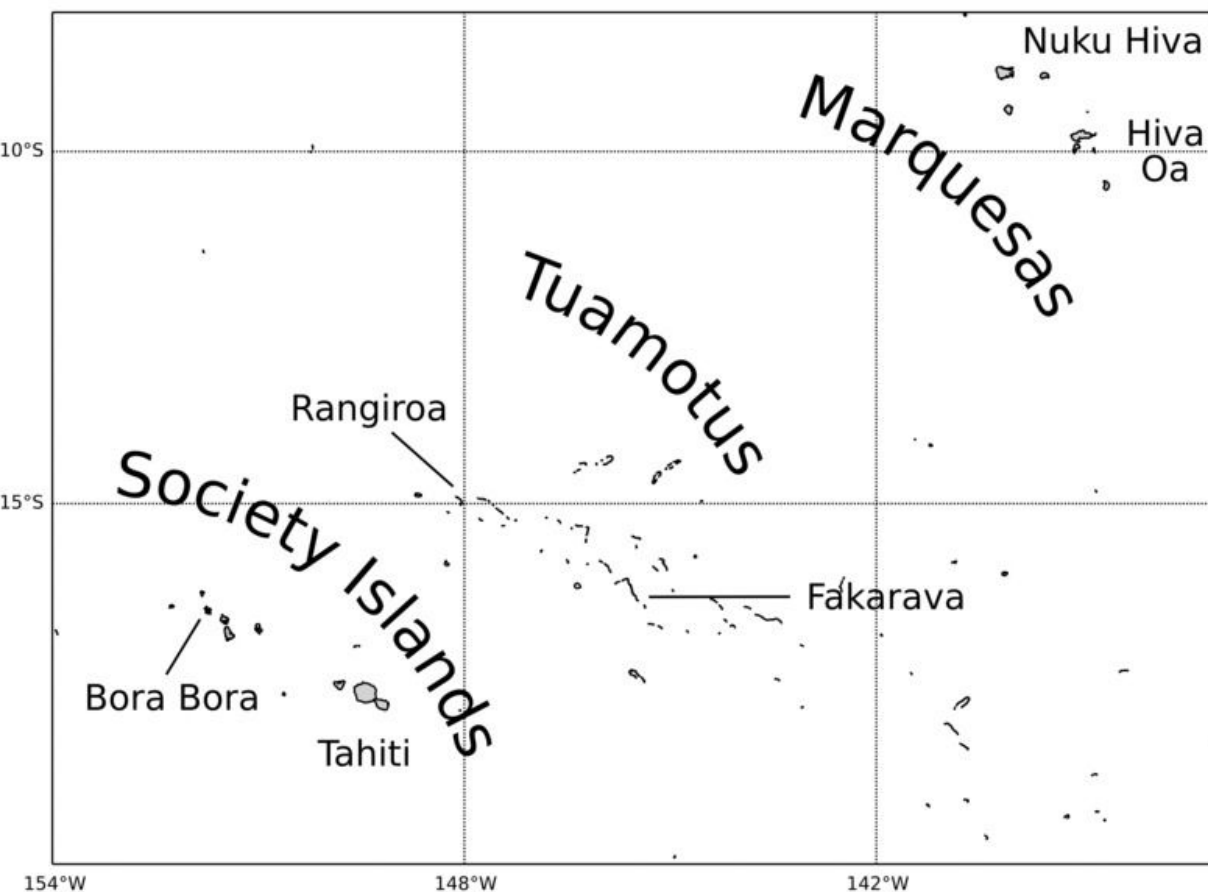 Nuku Hiva
Marquesas
Hiva
Oa
10°S
Tuamotus
Rangiroa
Society Islands
15°S
Fakarava
Bora Bora
Tahiti
154°W
148°W
142°W